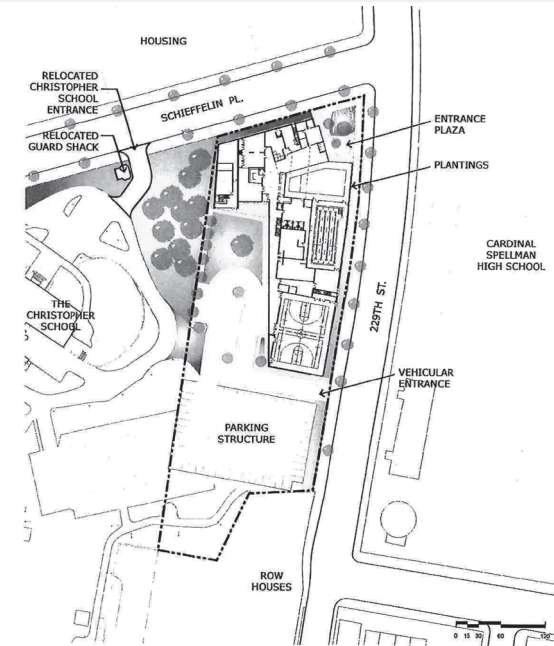 HOUSING
RELOCATED
CHRISTOPHER
SCHOOL
ENTRANCE
SCHIEFFELIN PL.
RELOCATED
GUARD SHACK
ENTRANCE
PLAZA
PLANTINGS
CARDINAL
SPELLMAN
HIGH SCHOOL
229TH ST.
THE
CHRISTOPHER
SCHOOL
VEHICULAR
ENTRANCE
PARKING
STRUCTURE
ROW
HOUSES
0 15 30 60 120